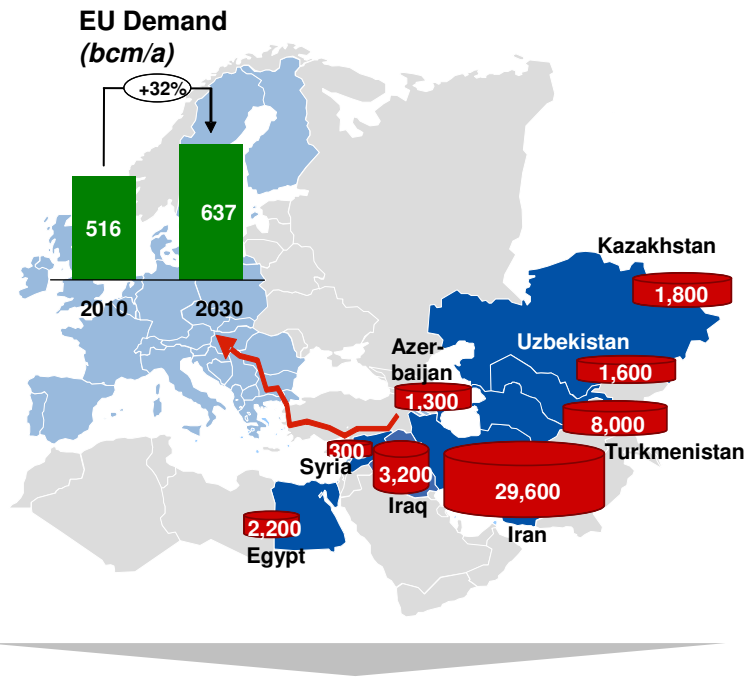 EU Demand
(bcm/a)
+32%
516
637
2010
2030
Kazakhstan
1,800
Uzbekistan
1,600
Azer-
baijan
1,300
8,000
Turkmenistan
300
Syria
3,200
Iraq
29,600
Iran
2,200
Egypt